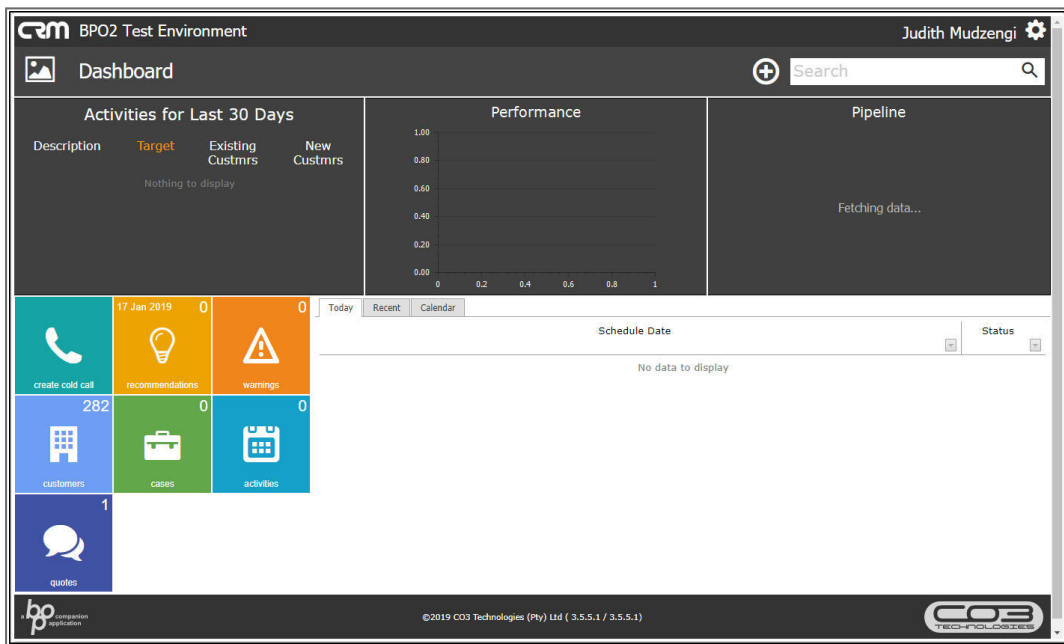 CRM BPO2 Test Environment
Judith Mudzengi
Dashboard
Search
Activities for Last 30 Days
Description Target Existing Custmrs New Custmrs
Nothing to display
Performance
1.00
0.80
0.60
0.40
0.20
0.00
0 0.2 0.4 0.6 0.8 1
Pipeline
Fetching data...
create cold call
17 Jan 2019 0
recommendations
0
warnings
282
customers
0
cases
0
activities
1
quotes
Today Recent Calendar
Schedule Date Status
No data to display
a bpo companion application
©2019 CO3 Technologies (Pty) Ltd ( 3.5.5.1 / 3.5.5.1)
CO3
TECHNOLOGIES